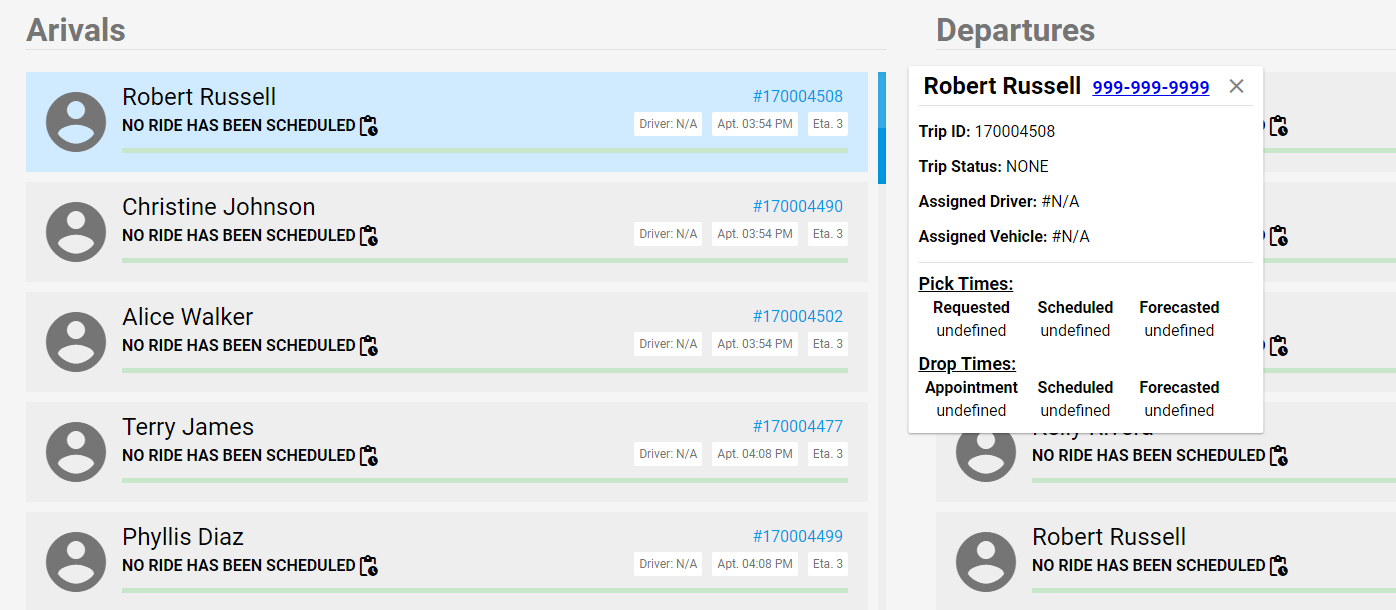 Arivals
Robert Russell
#170004508
NO RIDE HAS BEEN SCHEDULED
Driver: N/A
Apt. 03:54 PM
Eta. 3
Christine Johnson
#170004490
NO RIDE HAS BEEN SCHEDULED
Driver: N/A
Apt. 03:54 PM
Eta. 3
Alice Walker
#170004502
NO RIDE HAS BEEN SCHEDULED
Driver: N/A
Apt. 03:54 PM
Eta. 3
Terry James
#170004477
NO RIDE HAS BEEN SCHEDULED
Driver: N/A
Apt. 04:08 PM
Eta. 3
Phyllis Diaz
#170004499
NO RIDE HAS BEEN SCHEDULED
Driver: N/A
Apt. 04:08 PM
Eta. 3
Departures
Robert Russell 999-999-9999
Trip ID: 170004508
Trip Status: NONE
Assigned Driver: #N/A
Assigned Vehicle: #N/A
Pick Times:
Requested Scheduled Forecasted
undefined undefined undefined
Drop Times:
Appointment Scheduled Forecasted
undefined undefined undefined
NO RIDE HAS BEEN SCHEDULED
Robert Russell
NO RIDE HAS BEEN SCHEDULED